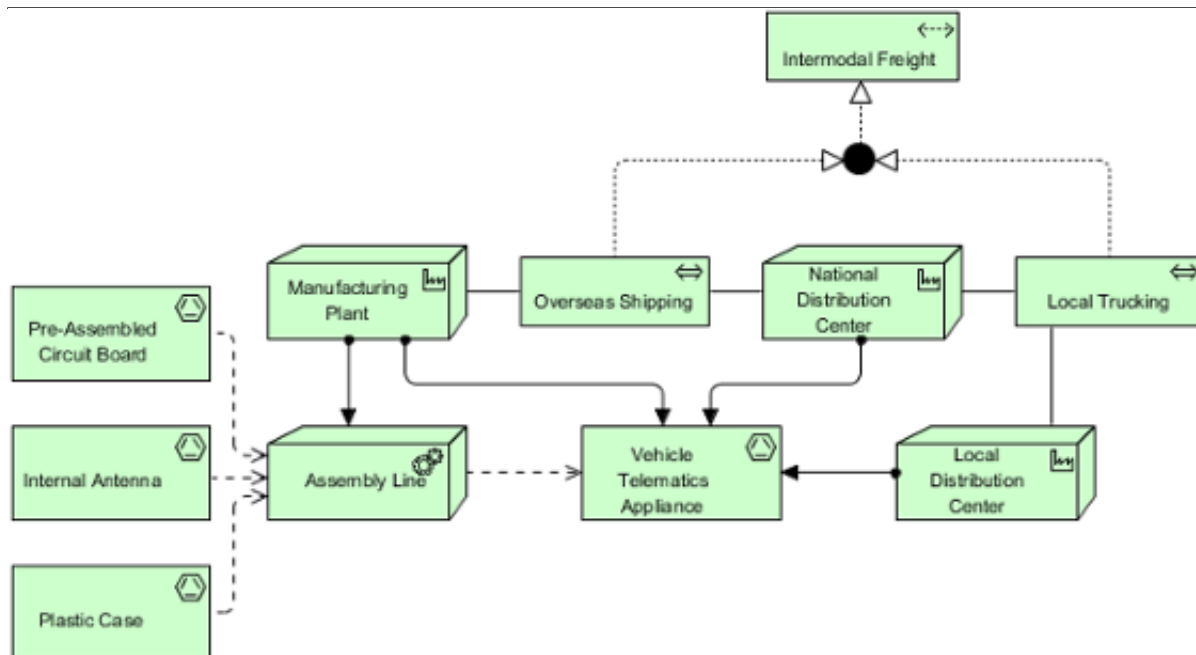 Intermodal Freight
Manufacturing
Plant
Overseas Shipping
National
Distribution
Center
Local Trucking
Pre-Assembled
Circuit Board
Internal Antenna
Assembly Line
Vehicle
Telematics
Appliance
Local
Distribution
Center
Plastic Case